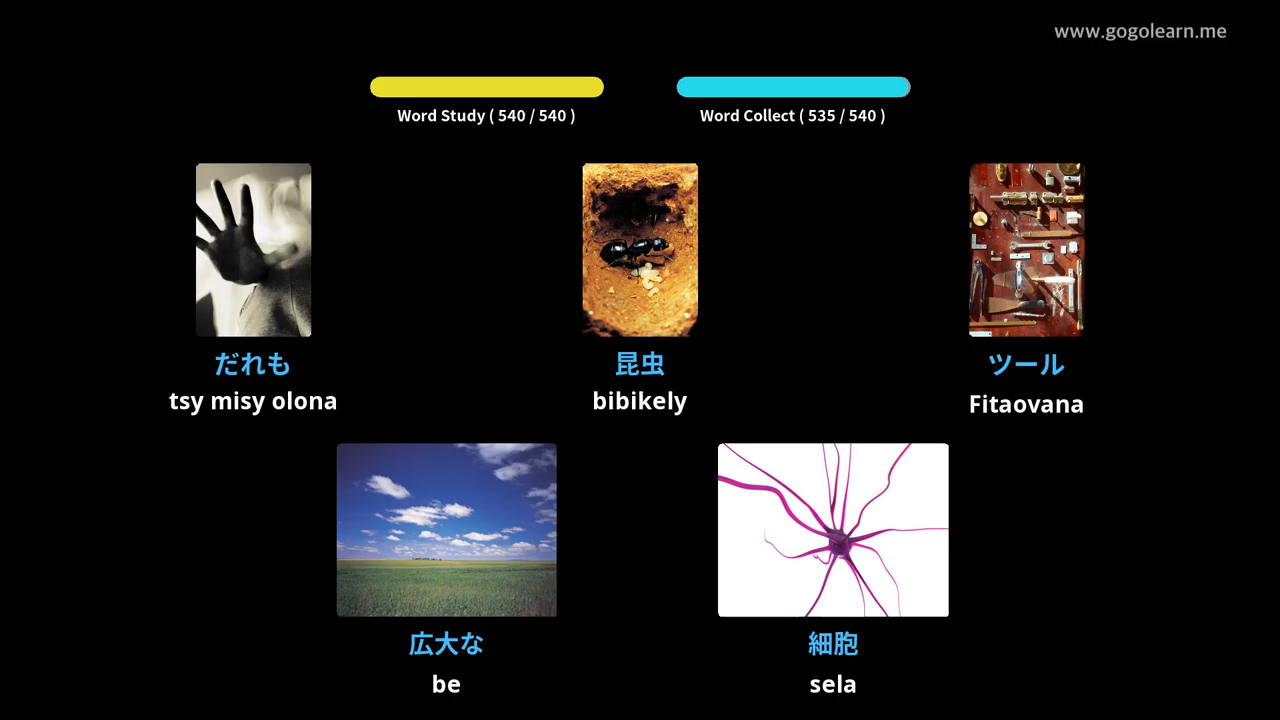 www.gogolearn.me
Word Study ( 540 / 540 )
Word Collect ( 535 / 540 )
だれも
tsy misy olona
昆虫
bibikely
ツール
Fitaovana
広大な
be
細胞
sela